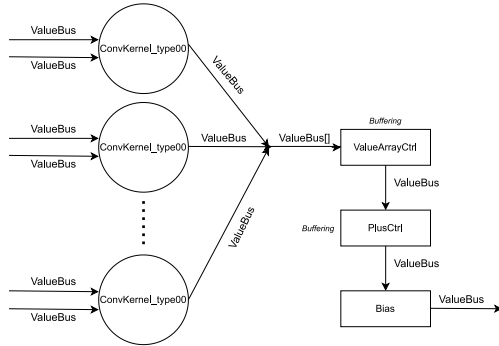 ValueBus
ValueBus
ConvKernel_type00
ValueBus
ValueBus
ValueBus
ConvKernel_type00
ValueBus
ValueBus[]
Buffering
ValueArrayCtrl
ValueBus
ValueBus
Buffering
PlusCtrl
ValueBus
ValueBus
ValueBus
ConvKernel_type00
ValueBus
Bias
ValueBus